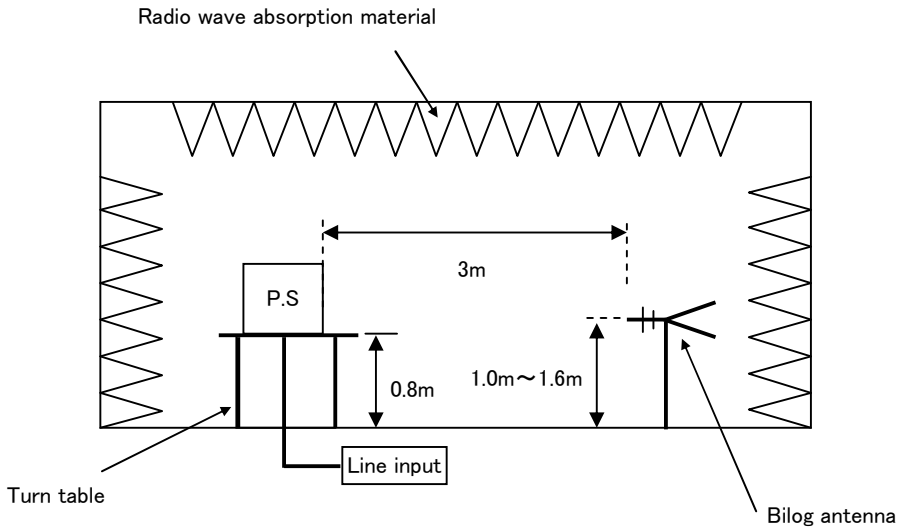 Radio wave absorption material
3m
P.S
0.8m
1.0m～1.6m
Line input
Turn table
Bilog antenna